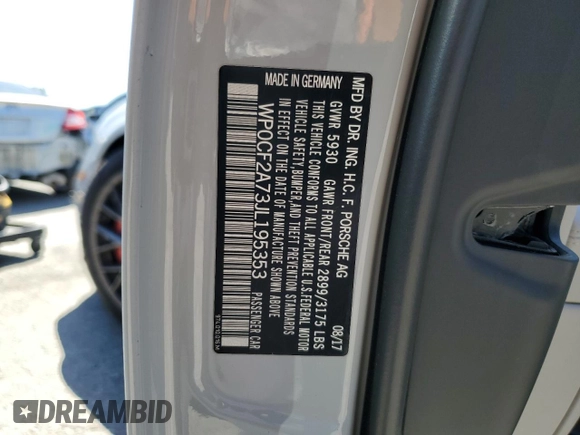 MFD BY DR. ING. H.C. F. PORSCHE AG
08/17
GVWR 5930 GAWR FRONT/REAR 2899/3175 LBS
THIS VEHICLE CONFORMS TO ALL APPLICABLE U.S. FEDERAL MOTOR
VEHICLE SAFETY, BUMPER, AND THEFT PREVENTION STANDARDS
IN EFFECT ON THE DATE OF MANUFACTURE SHOWN ABOVE
MADE IN GERMANY
WP0CF2A73JL195353
PASSENGER CAR
DREAMBID